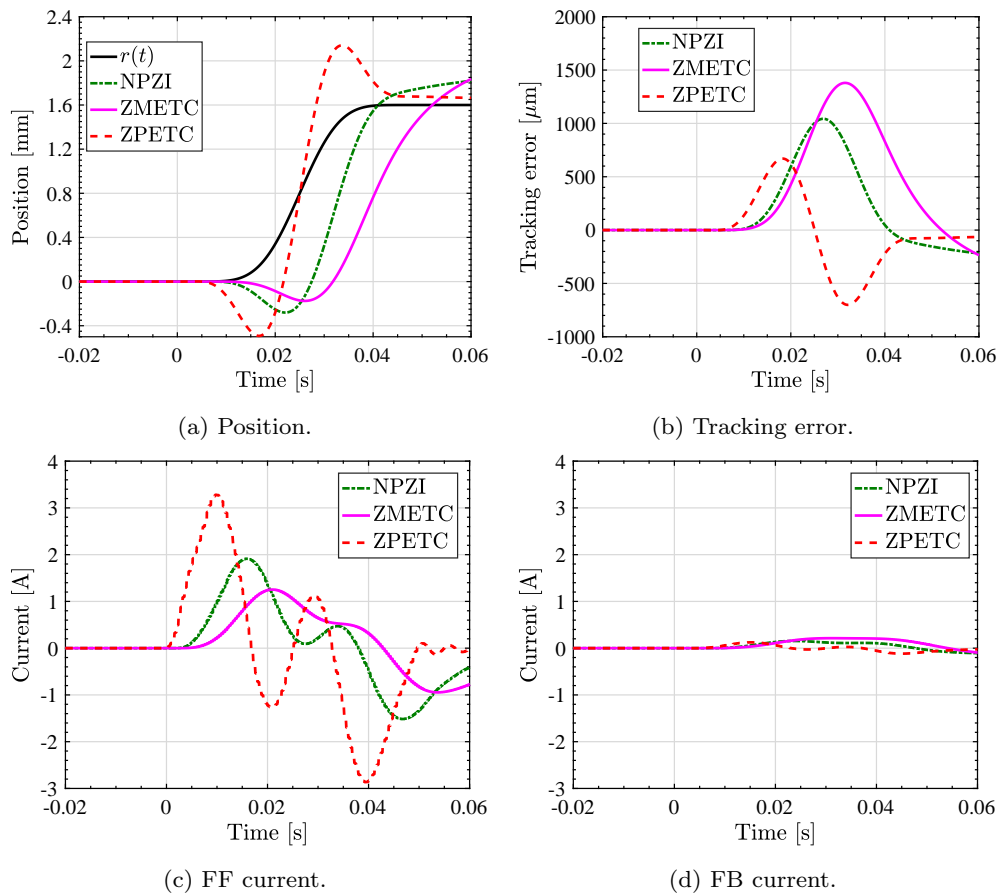 2.4
2
1.6
1.2
0.8
0.4
0
-0.4
Position [mm]
r(t)
NPZI
ZMETC
ZPETC
-0.02 0 0.02 0.04 0.06
Time [s]
(a) Position.
2000
1500
1000
500
0
-500
-1000
Tracking error [μm]
NPZI
ZMETC
ZPETC
-0.02 0 0.02 0.04 0.06
Time [s]
(b) Tracking error.
4
3
2
1
0
-1
-2
-3
Current [A]
NPZI
ZMETC
ZPETC
-0.02 0 0.02 0.04 0.06
Time [s]
(c) FF current.
4
3
2
1
0
-1
-2
-3
Current [A]
NPZI
ZMETC
ZPETC
-0.02 0 0.02 0.04 0.06
Time [s]
(d) FB current.